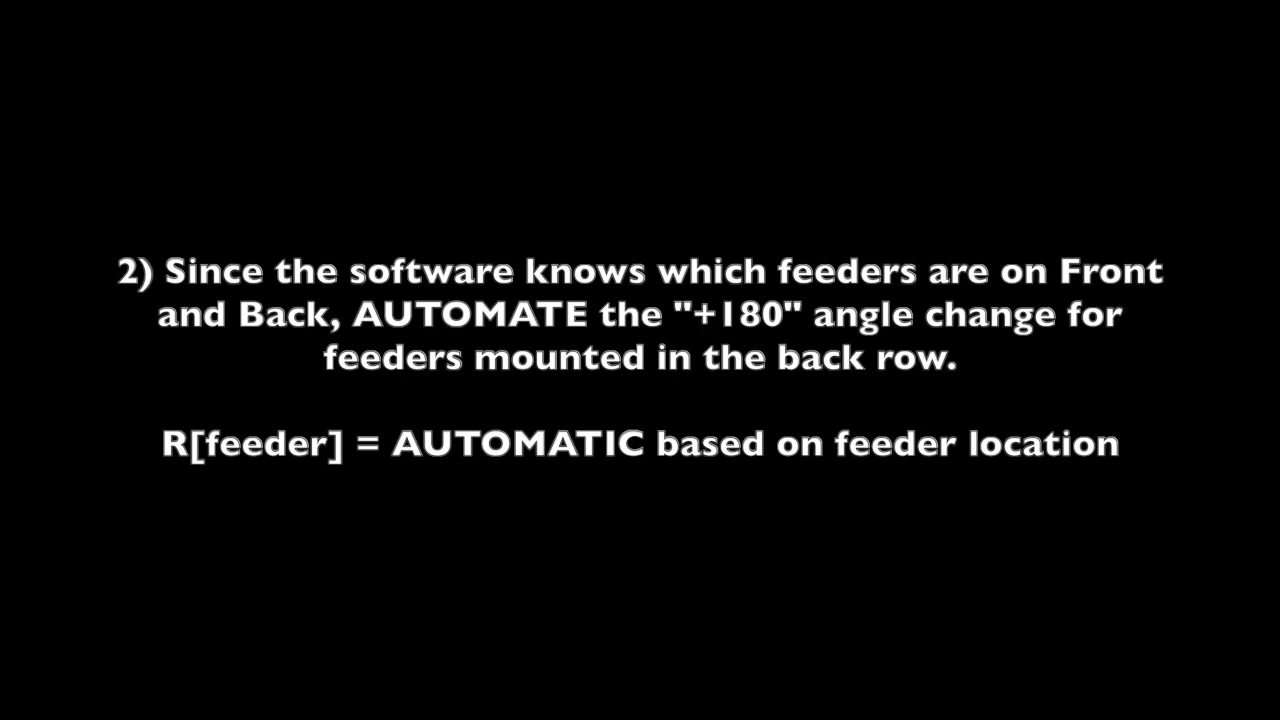 2) Since the software knows which feeders are on Front
and Back, AUTOMATE the "+180" angle change for
feeders mounted in the back row.
R[feeder] = AUTOMATIC based on feeder location